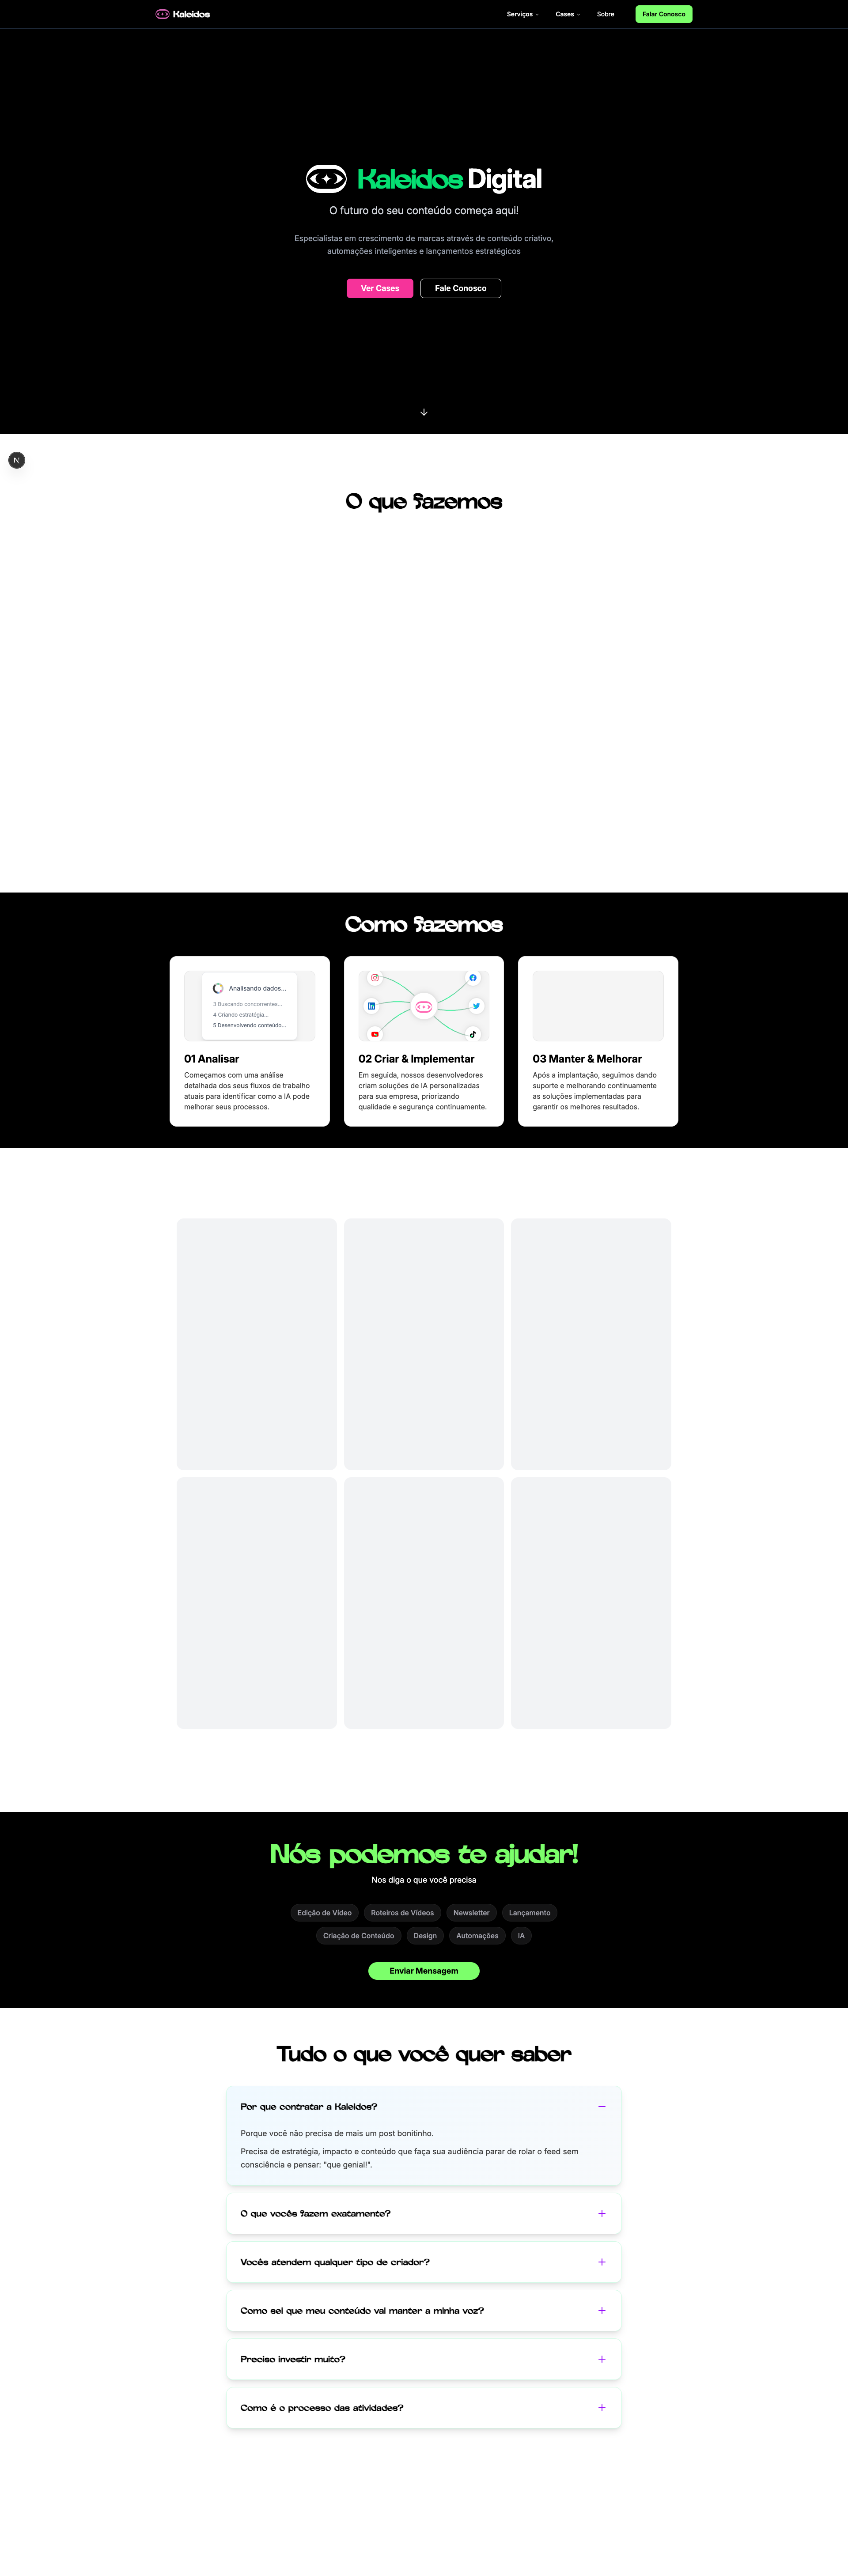 Kaleidos
Serviços
Cases
Sobre
Falar Conosco
Kaleidos Digital
O futuro do seu conteúdo começa aqui!
Especialistas em crescimento de marcas através de conteúdo criativo,
automações inteligentes e lançamentos estratégicos
Ver Cases
Fale Conosco
N
O que fazemos
Como fazemos
Analisando dados...
3 Buscando concorrentes...
4 Criando estratégia...
5 Desenvolvendo conteúdo...
01 Analisar
Começamos com uma análise
detalhada dos seus fluxos de trabalho
atuais para identificar como a IA pode
melhorar seus processos.
02 Criar & Implementar
Em seguida, nossos desenvolvedores
criam soluções de IA personalizadas
para sua empresa, priorizando
qualidade e segurança continuamente.
03 Manter & Melhorar
Após a implantação, seguimos dando
suporte e melhorando continuamente
as soluções implementadas para
garantir os melhores resultados.
Nós podemos te ajudar!
Nos diga o que você precisa
Edição de Vídeo
Roteiros de Vídeos
Newsletter
Lançamento
Criação de Conteúdo
Design
Automações
IA
Enviar Mensagem
Tudo o que você quer saber
Por que contratar a Kaleidos?
Porque você não precisa de mais um post bonitinho.
Precisa de estratégia, impacto e conteúdo que faça sua audiência parar de rolar o feed sem
consciência e pensar: "que genial!".
O que vocês fazem exatamente?
Vocês atendem qualquer tipo de criador?
Como sei que meu conteúdo vai manter a minha voz?
Preciso investir muito?
Como é o processo das atividades?